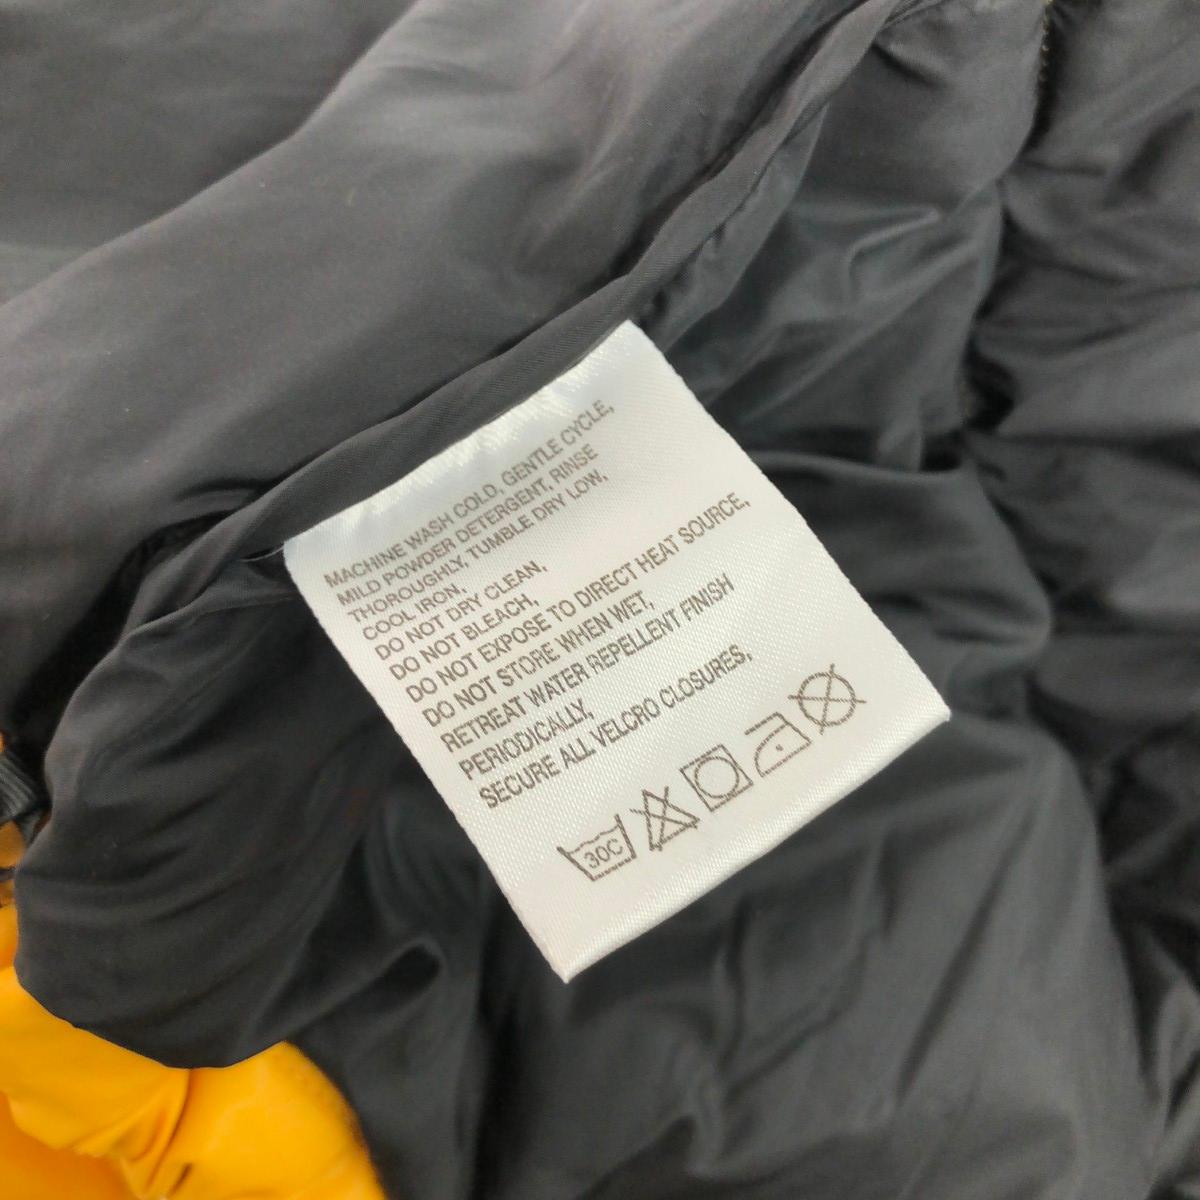 MACHINE WASH COLD, GENTLE CYCLE,
MILD POWDER DETERGENT, RINSE
THOROUGHLY, TUMBLE DRY LOW,
COOL IRON,
DO NOT DRY CLEAN,
DO NOT BLEACH,
DO NOT EXPOSE TO DIRECT HEAT SOURCE,
DO NOT STORE WHEN WET,
RETREAT WATER REPELLENT FINISH
PERIODICALLY,
SECURE ALL VELCRO CLOSURES,
30C